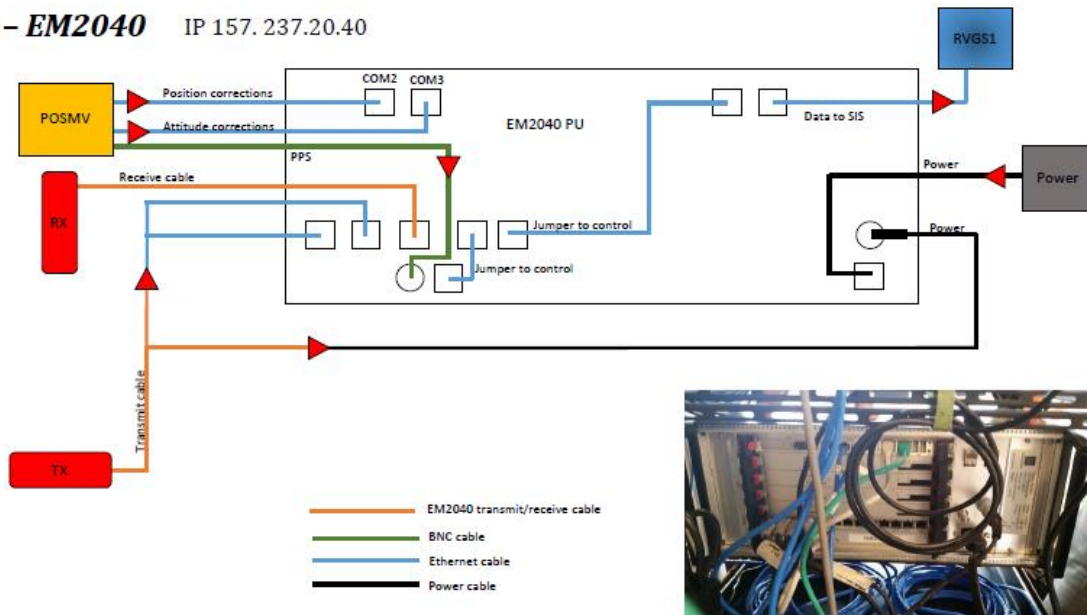 – EM2040 IP 157. 237.20.40
RVGS1
COM2 COM3
POSMV
Position corrections
Attitude corrections
EM2040 PU
Data to SIS
PPS
Receive cable
Power
Power
RX
Jumper to control
Power
Jumper to control
Transmit cable
TX
EM2040 transmit/receive cable
BNC cable
Ethernet cable
Power cable